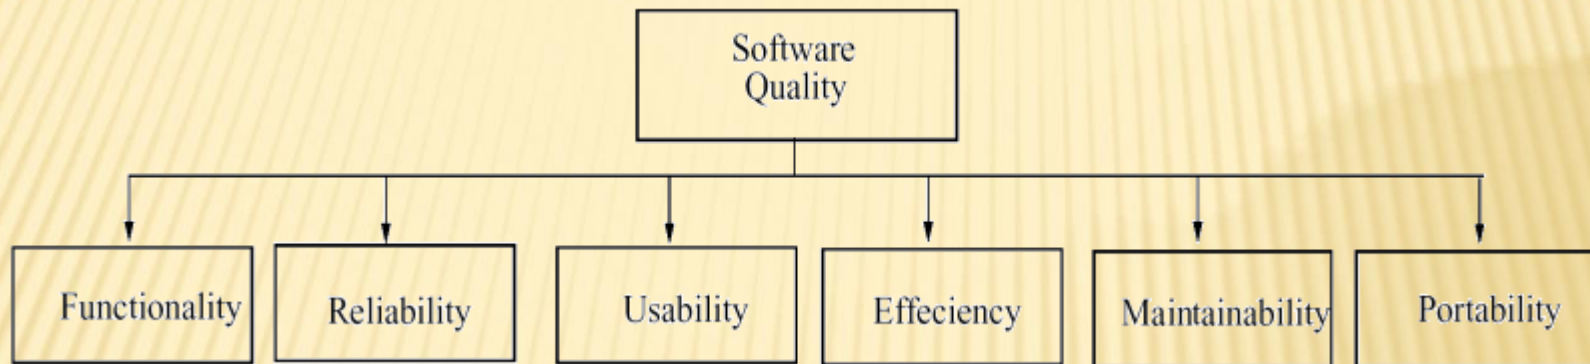 Software
Quality
Functionality
Reliability
Usability
Effeciency
Maintainability
Portability